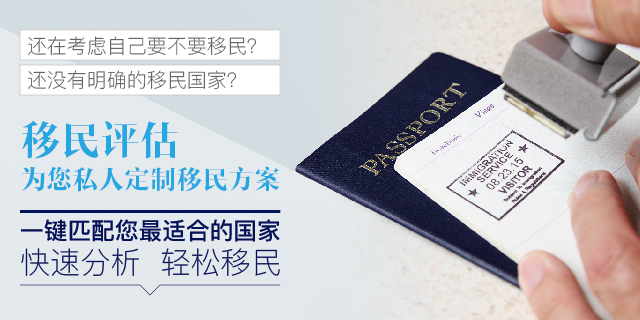 还在考虑自己要不要移民?
还没有明确的移民国家?
移民评估
为您私人定制移民方案
一键匹配您最适合的国家
快速分析 轻松移民
PASSPORT
Visas
IMMIGRATION
SERVICE
08.23.15
VISITOR